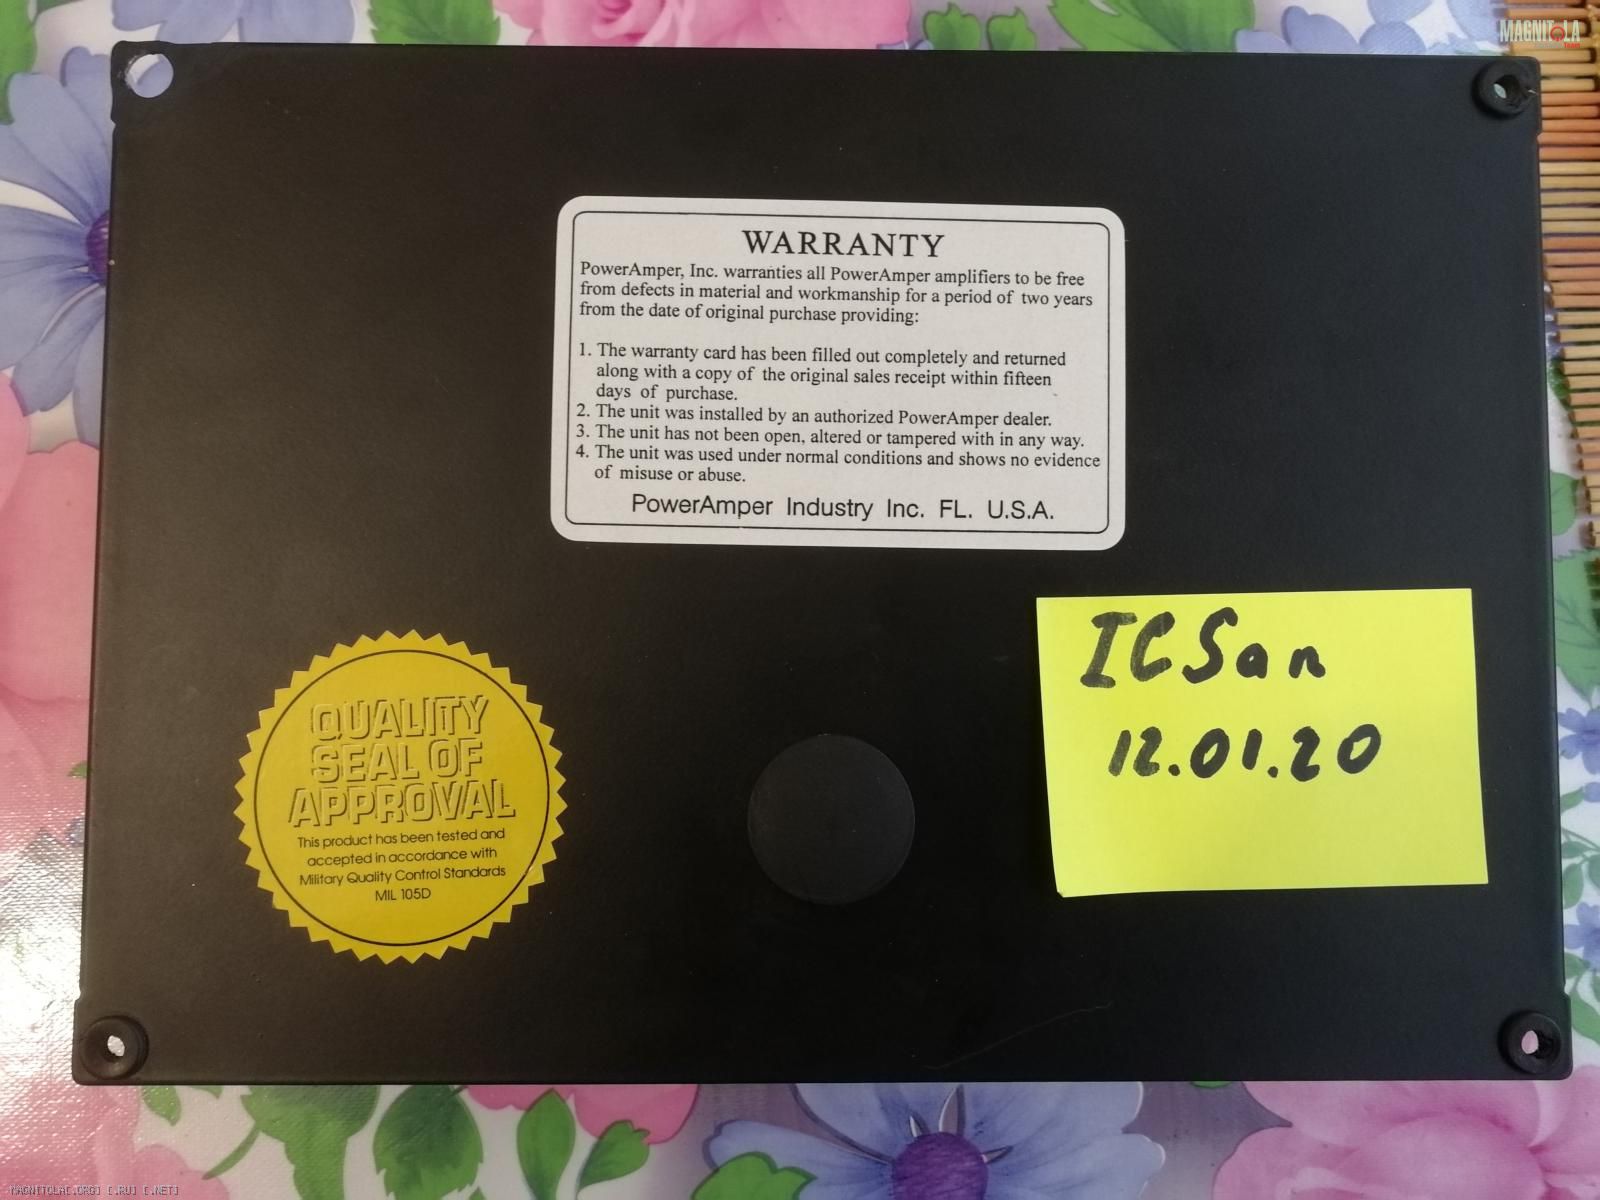 MAGNITOLA
WARRANTY
PowerAmper, Inc. warranties all PowerAmper amplifiers to be free
from defects in material and workmanship for a period of two years
from the date of original purchase providing:
1. The warranty card has been filled out completely and returned
along with a copy of the original sales receipt within fifteen
days of purchase.
2. The unit was installed by an authorized PowerAmper dealer.
3. The unit has not been open, altered or tampered with in any way.
4. The unit was used under normal conditions and shows no evidence
of misuse or abuse.
PowerAmper Industry Inc. FL. U.S.A.
ICSan
12.01.20
QUALITY
SEAL OF
APPROVAL
This product has been tested and
accepted in accordance with
Military Quality Control Standards
MIL 105D
MAGNITOLA[.ORG] [.RU] [.NET]